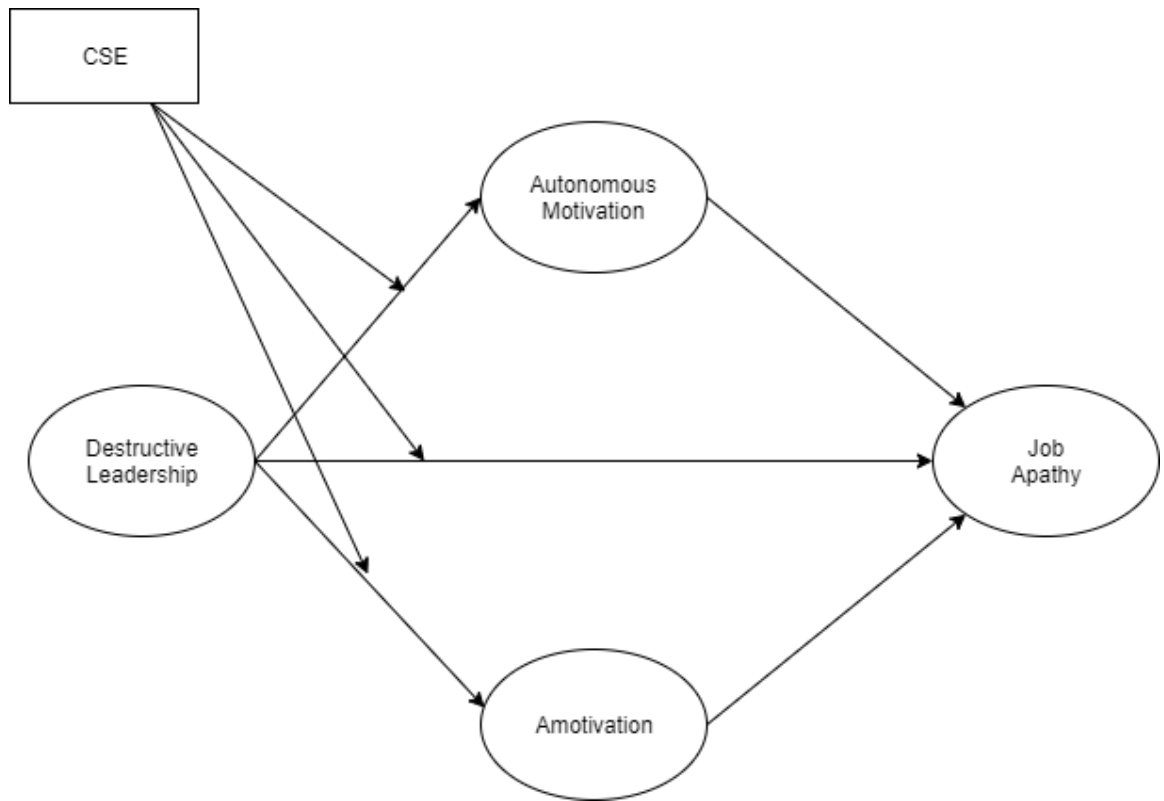 CSE
Autonomous
Motivation
Destructive
Leadership
Job
Apathy
Amotivation